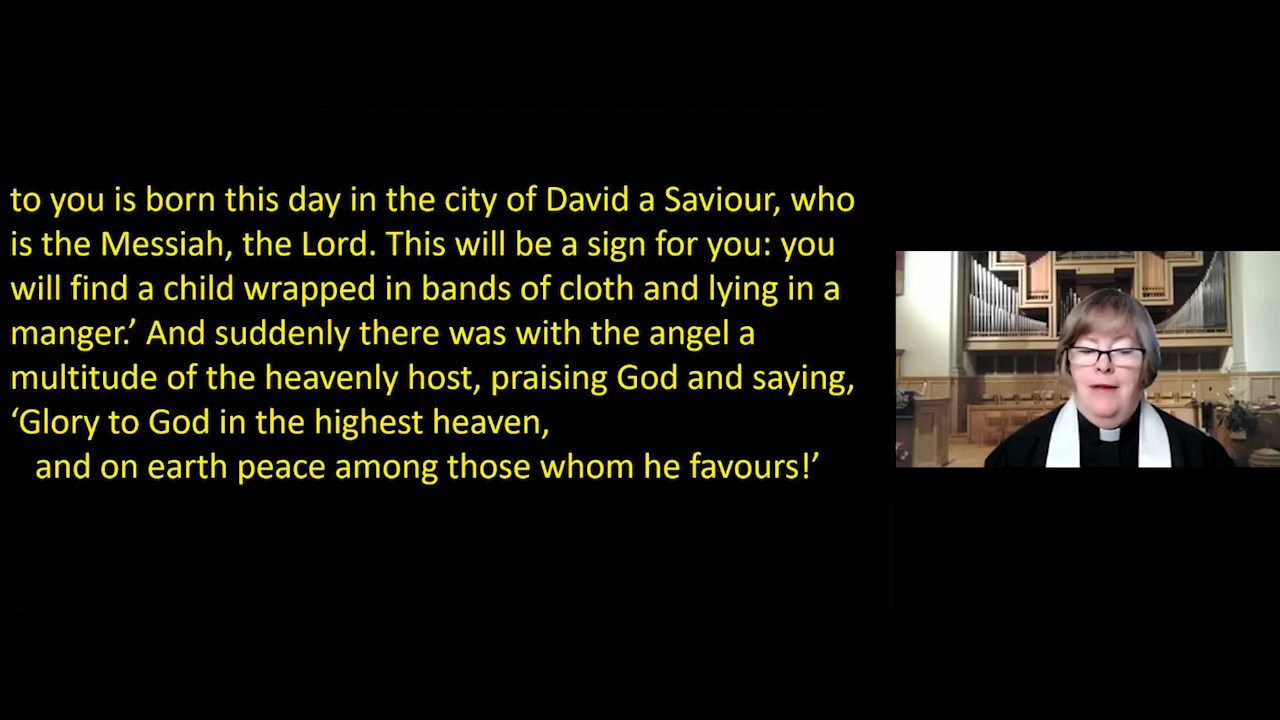 to you is born this day in the city of David a Saviour, who
is the Messiah, the Lord. This will be a sign for you: you
will find a child wrapped in bands of cloth and lying in a
manger.’ And suddenly there was with the angel a
multitude of the heavenly host, praising God and saying,
‘Glory to God in the highest heaven,
and on earth peace among those whom he favours!’